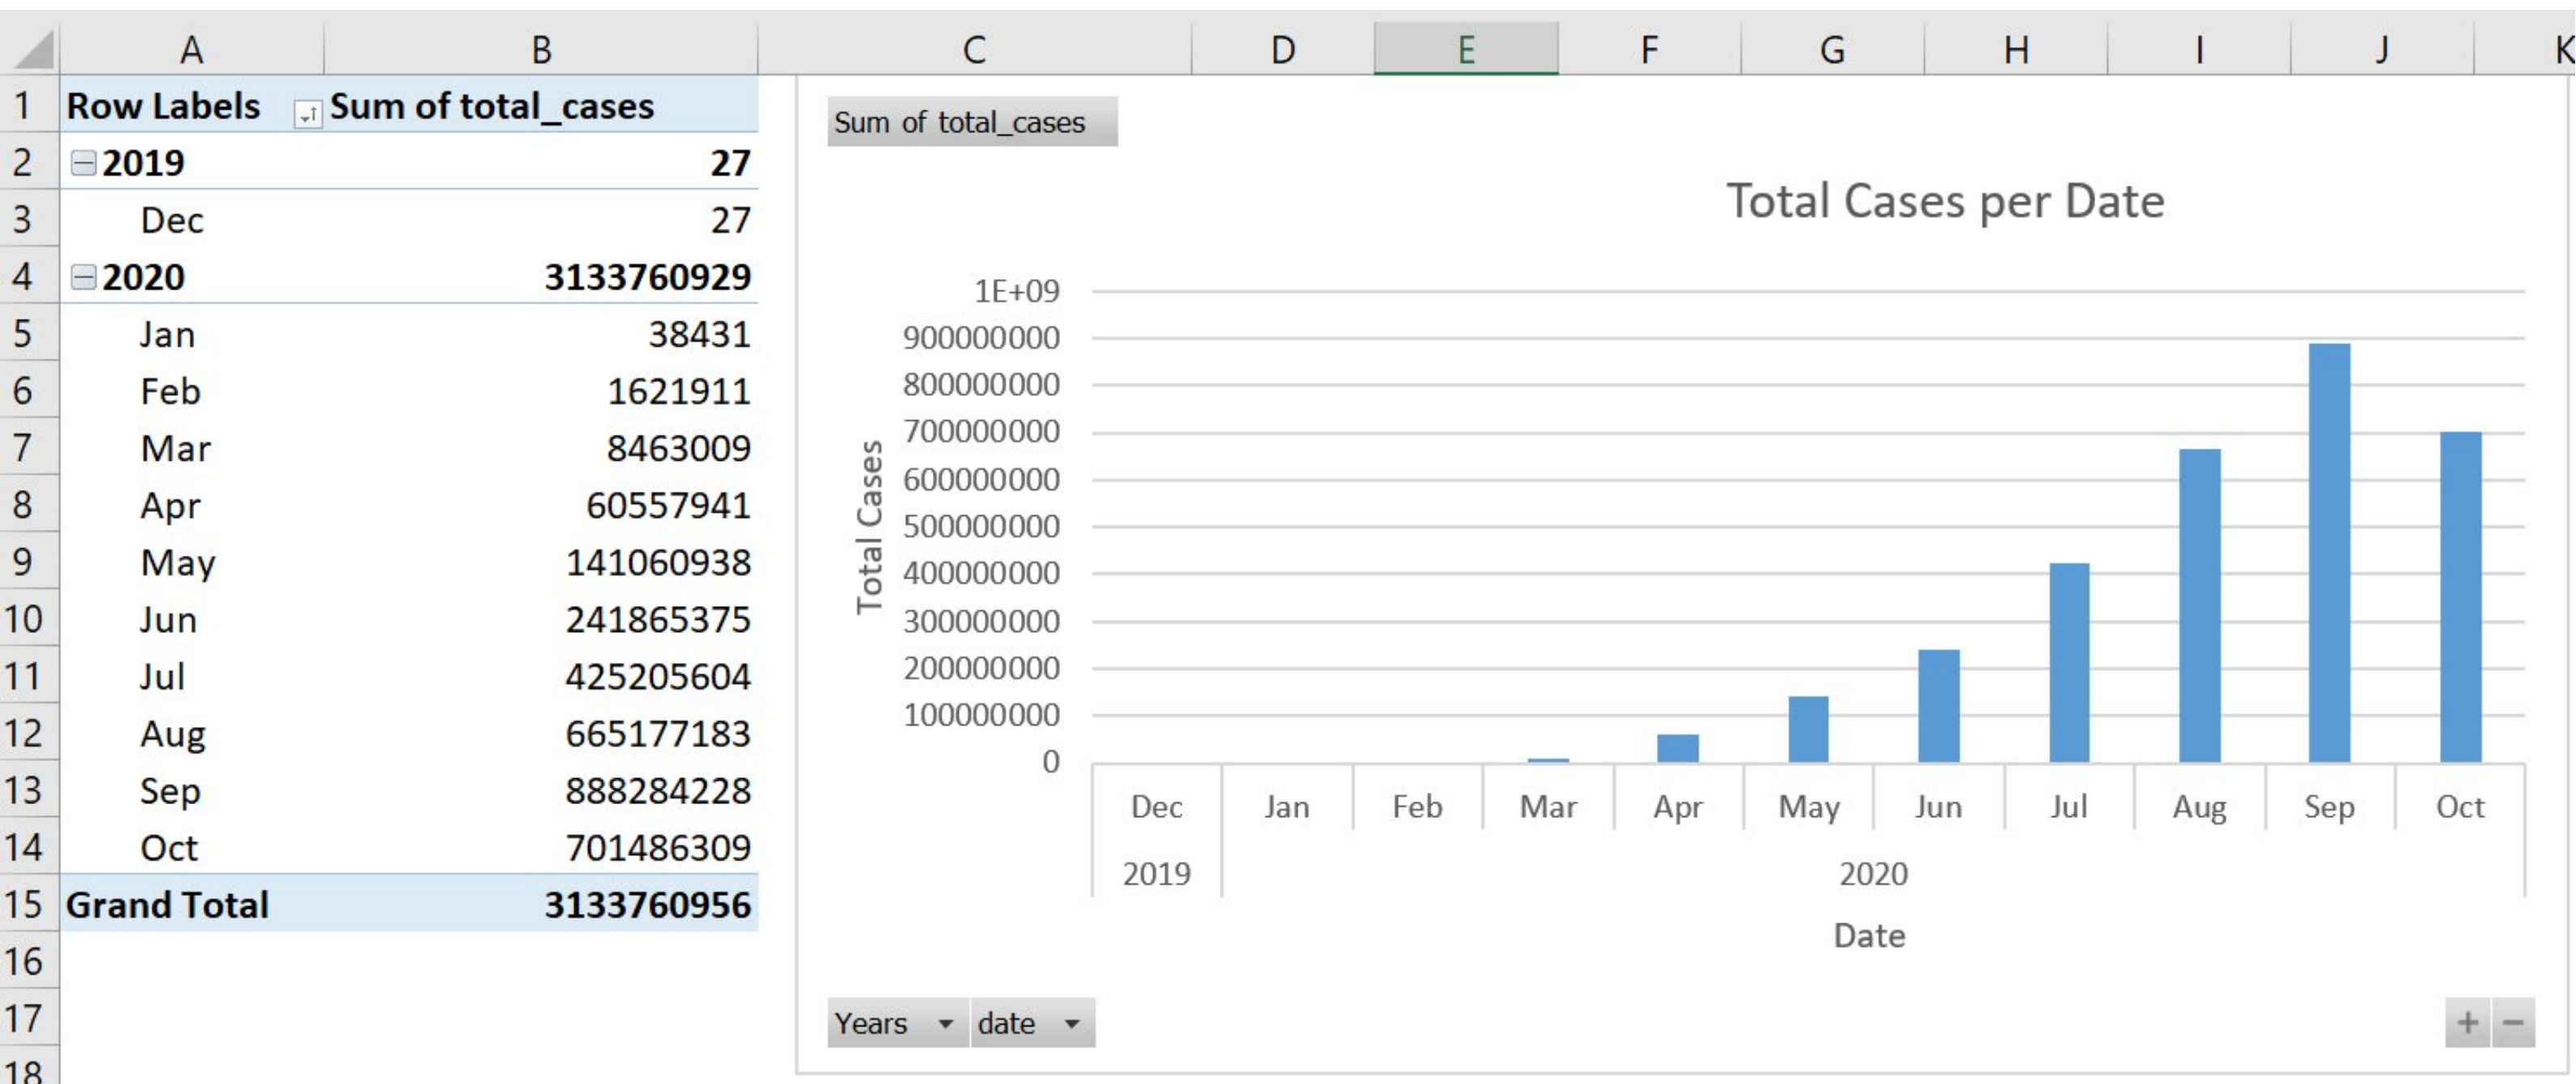 A B C D E F G H I J K
1 Row Labels Sum of total_cases
2 2019 27
3 Dec 27
4 2020 3133760929
5 Jan 38431
6 Feb 1621911
7 Mar 8463009
8 Apr 60557941
9 May 141060938
10 Jun 241865375
11 Jul 425205604
12 Aug 665177183
13 Sep 888284228
14 Oct 701486309
15 Grand Total 3133760956
16
17
18
Sum of total_cases
Total Cases per Date
Total Cases
1E+09
900000000
800000000
700000000
600000000
500000000
400000000
300000000
200000000
100000000
0
Dec Jan Feb Mar Apr May Jun Jul Aug Sep Oct
2019 2020
Date
Years date